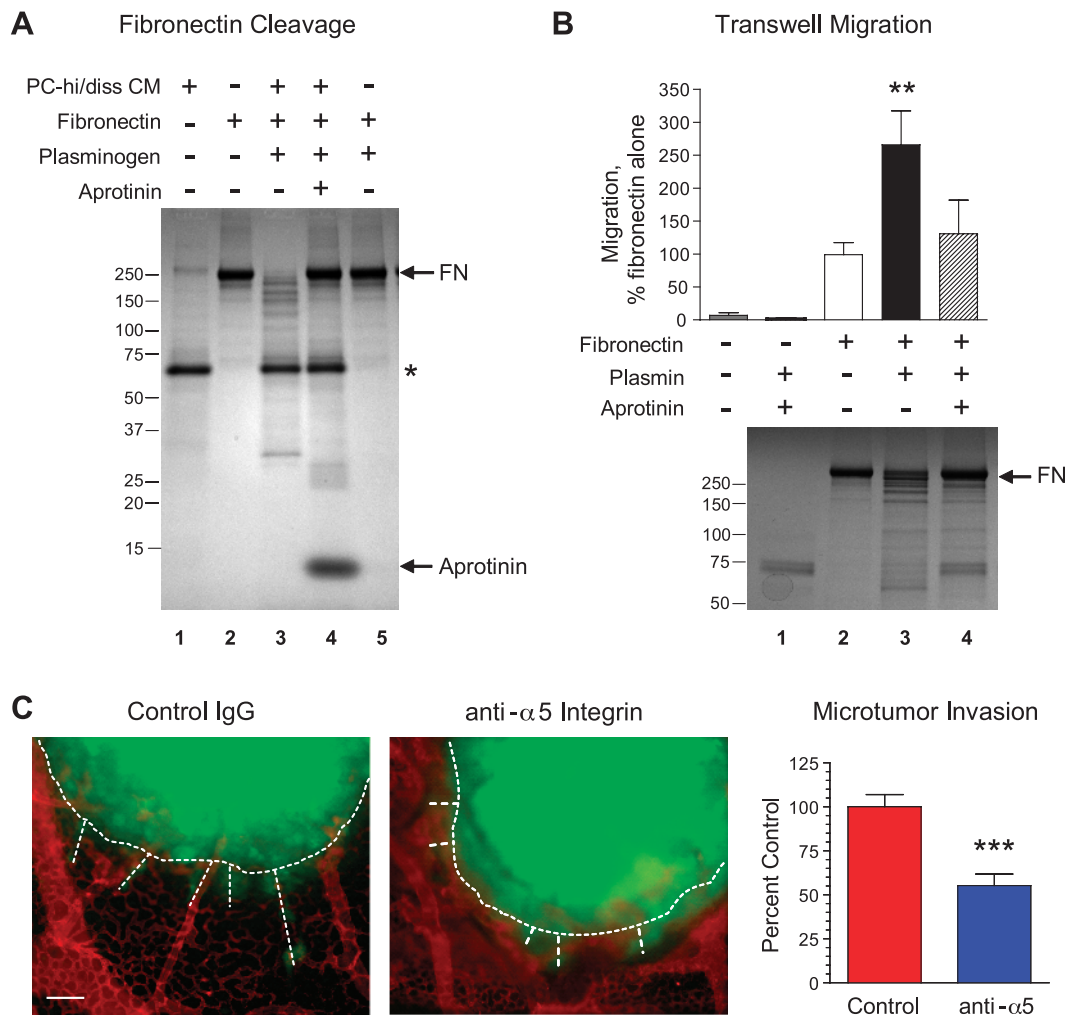 A Fibronectin Cleavage
PC-hi/diss CM + - + + -
Fibronectin - + + + +
Plasminogen - - + + +
Aprotinin - - - + -
250
150
100
75
50
37
25
20
15
FN
*
Aprotinin
1 2 3 4 5
B Transwell Migration
Migration,
% fibronectin alone
350
300
250
200
150
100
50
0
**
Fibronectin - - + + +
Plasmin - + - + +
Aprotinin - + - - +
250
150
100
75
50
FN
1 2 3 4
C Control IgG
anti-α5 Integrin
Microtumor Invasion
Percent Control
125
100
75
50
25
0
***
Control anti-α5